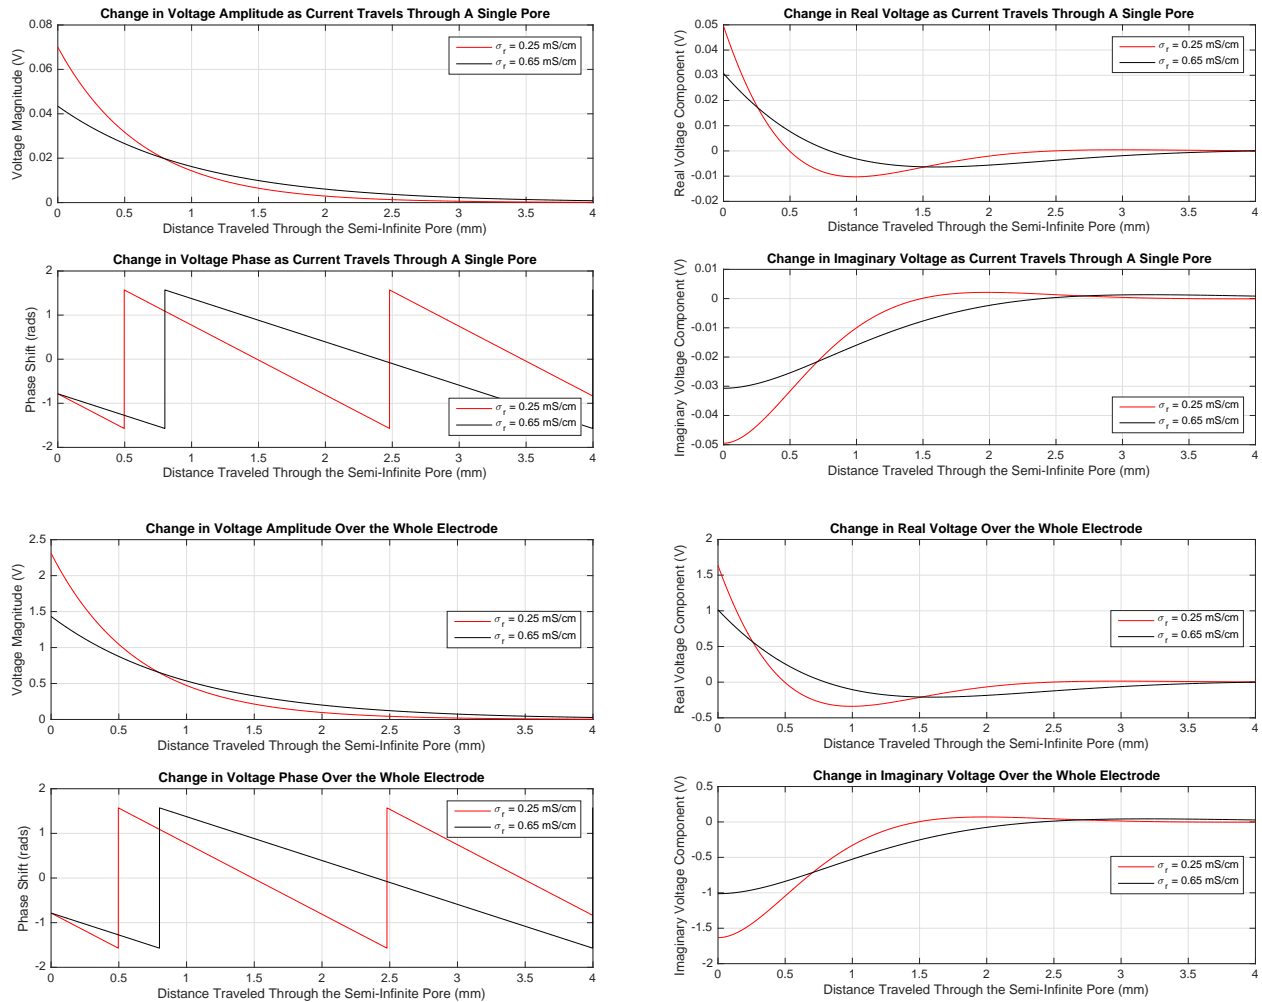 Change in Voltage Amplitude as Current Travels Through A Single Pore
0.08
0.06
0.04
0.02
0
Voltage Magnitude (V)
σr = 0.25 mS/cm
σr = 0.65 mS/cm
0 0.5 1 1.5 2 2.5 3 3.5 4
Distance Traveled Through the Semi-Infinite Pore (mm)
Change in Real Voltage as Current Travels Through A Single Pore
0.05
0.04
0.03
0.02
0.01
0
-0.01
-0.02
Real Voltage Component (V)
σr = 0.25 mS/cm
σr = 0.65 mS/cm
0 0.5 1 1.5 2 2.5 3 3.5 4
Distance Traveled Through the Semi-Infinite Pore (mm)
Change in Voltage Phase as Current Travels Through A Single Pore
2
1
0
-1
-2
Phase Shift (rads)
σr = 0.25 mS/cm
σr = 0.65 mS/cm
0 0.5 1 1.5 2 2.5 3 3.5 4
Distance Traveled Through the Semi-Infinite Pore (mm)
Change in Imaginary Voltage as Current Travels Through A Single Pore
0.01
0
-0.01
-0.02
-0.03
-0.04
-0.05
Imaginary Voltage Component (V)
σr = 0.25 mS/cm
σr = 0.65 mS/cm
0 0.5 1 1.5 2 2.5 3 3.5 4
Distance Traveled Through the Semi-Infinite Pore (mm)
Change in Voltage Amplitude Over the Whole Electrode
2.5
2
1.5
1
0.5
0
Voltage Magnitude (V)
σr = 0.25 mS/cm
σr = 0.65 mS/cm
0 0.5 1 1.5 2 2.5 3 3.5 4
Distance Traveled Through the Semi-Infinite Pore (mm)
Change in Real Voltage Over the Whole Electrode
2
1.5
1
0.5
0
-0.5
Real Voltage Component (V)
σr = 0.25 mS/cm
σr = 0.65 mS/cm
0 0.5 1 1.5 2 2.5 3 3.5 4
Distance Traveled Through the Semi-Infinite Pore (mm)
Change in Voltage Phase Over the Whole Electrode
2
1
0
-1
-2
Phase Shift (rads)
σr = 0.25 mS/cm
σr = 0.65 mS/cm
0 0.5 1 1.5 2 2.5 3 3.5 4
Distance Traveled Through the Semi-Infinite Pore (mm)
Change in Imaginary Voltage Over the Whole Electrode
0.5
0
-0.5
-1
-1.5
-2
Imaginary Voltage Component (V)
σr = 0.25 mS/cm
σr = 0.65 mS/cm
0 0.5 1 1.5 2 2.5 3 3.5 4
Distance Traveled Through the Semi-Infinite Pore (mm)